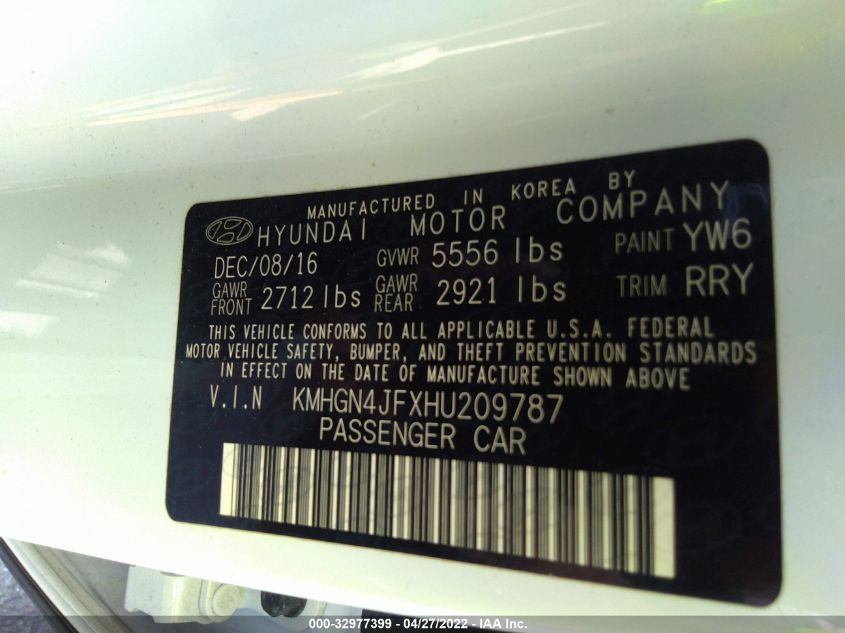 MANUFACTURED IN KOREA BY
HYUNDAI MOTOR COMPANY
DEC/08/16 GVWR 5556 lbs PAINT YW6
GAWR FRONT 2712 lbs GAWR REAR 2921 lbs TRIM RRY
THIS VEHICLE CONFORMS TO ALL APPLICABLE U.S.A. FEDERAL
MOTOR VEHICLE SAFETY, BUMPER, AND THEFT PREVENTION STANDARDS
IN EFFECT ON THE DATE OF MANUFACTURE SHOWN ABOVE
V.I.N KMHGN4JFXHU209787
PASSENGER CAR
000-32977399 - 04/27/2022 - IAA Inc.